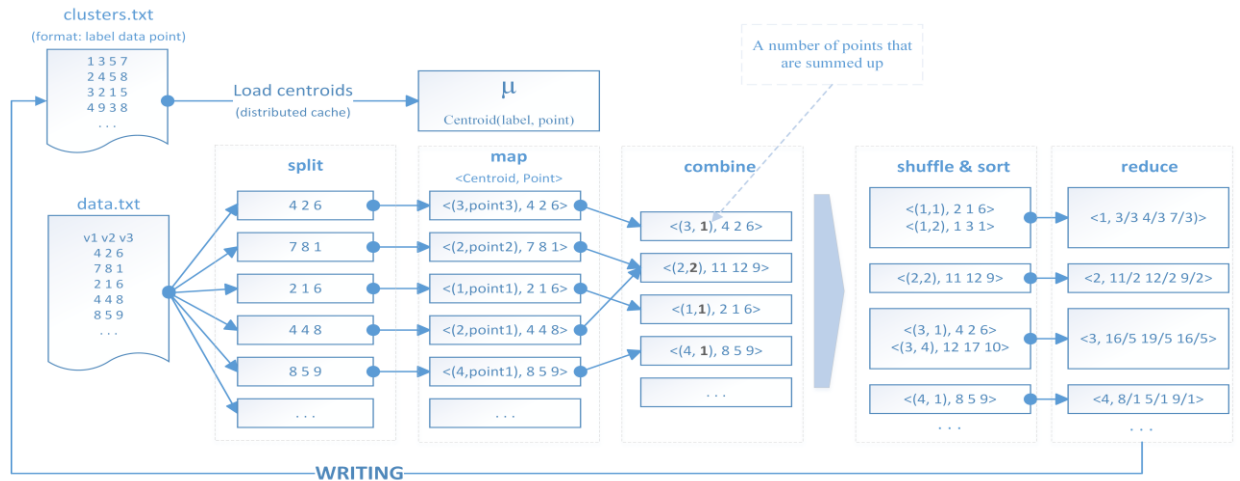 clusters.txt
(format: label data point)
1 3 5 7
2 4 5 8
3 2 1 5
4 9 3 8
. . .
Load centroids
(distributed cache)
μ
Centroid(label, point)
A number of points that
are summed up
data.txt
v1 v2 v3
4 2 6
7 8 1
2 1 6
4 4 8
8 5 9
. . .
split
4 2 6
7 8 1
2 1 6
4 4 8
8 5 9
. . .
map
<Centroid, Point>
<(3,point3), 4 2 6>
<(2,point2), 7 8 1>
<(1,point1), 2 1 6>
<(2,point1), 4 4 8>
<(4,point1), 8 5 9>
. . .
combine
<(3, 1), 4 2 6>
<(2,2), 11 12 9>
<(1,1), 2 1 6>
<(4, 1), 8 5 9>
. . .
shuffle & sort
<(1,1), 2 1 6>
<(1,2), 1 3 1>
<(2,2), 11 12 9>
<(3, 1), 4 2 6>
<(3, 4), 12 17 10>
<(4, 1), 8 5 9>
. . .
reduce
<1, 3/3 4/3 7/3)>
<2, 11/2 12/2 9/2>
<3, 16/5 19/5 16/5>
<4, 8/1 5/1 9/1>
. . .
WRITING